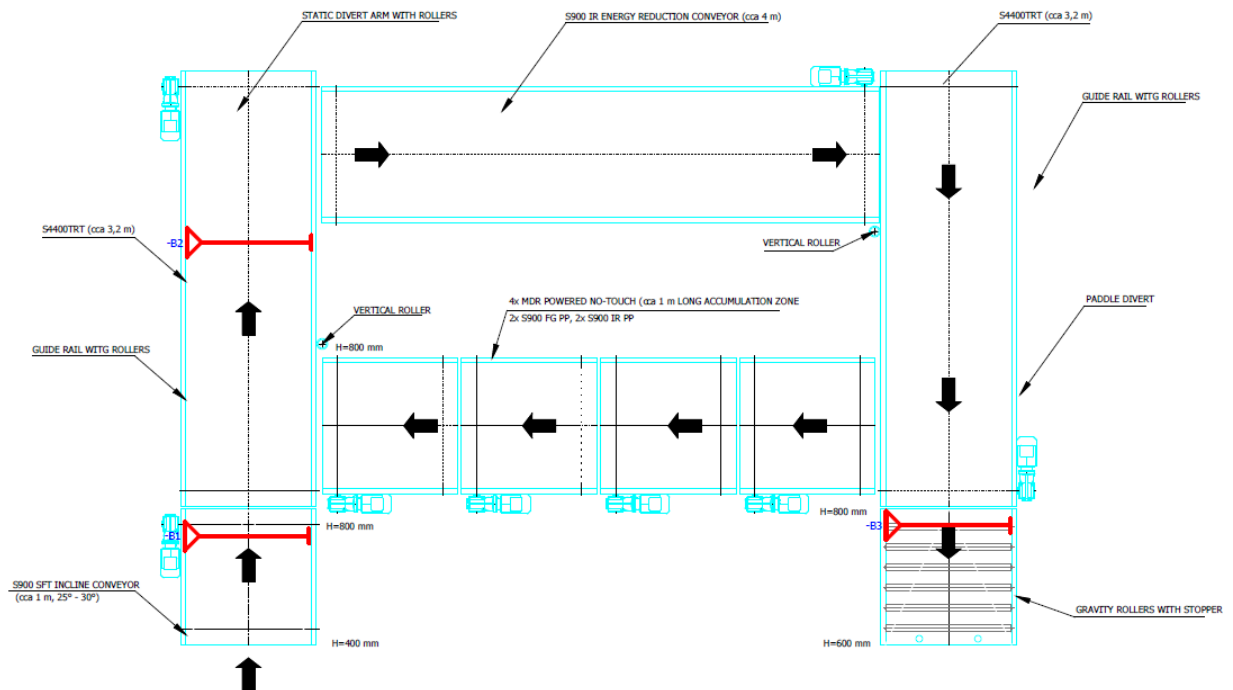 STATIC DIVERT ARM WITH ROLLERS
S900 IR ENERGY REDUCTION CONVEYOR (cca 4 m)
S4400TRT (cca 3,2 m)
GUIDE RAIL WITG ROLLERS
S4400TRT (cca 3,2 m)
-B2
VERTICAL ROLLER
4x MDR POWERED NO-TOUCH (cca 1 m LONG ACCUMULATION ZONE
2x S900 FG PP, 2x S900 IR PP
PADDLE DIVERT
VERTICAL ROLLER
GUIDE RAIL WITG ROLLERS
H=800 mm
H=800 mm
H=800 mm
-B1
-B3
S900 SFT INCLINE CONVEYOR
(cca 1 m, 25° - 30°)
GRAVITY ROLLERS WITH STOPPER
H=400 mm
H=600 mm